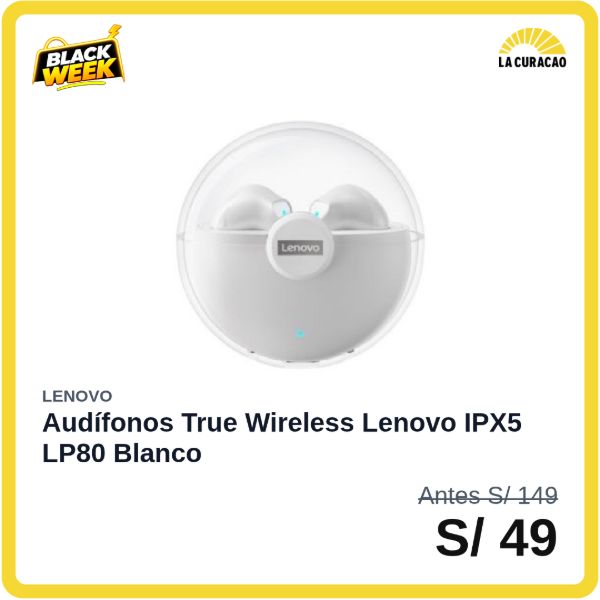 BLACK
WEEK
LA CURACAO
Lenovo
LENOVO
Audífonos True Wireless Lenovo IPX5
LP80 Blanco
Antes S/ 149
S/ 49